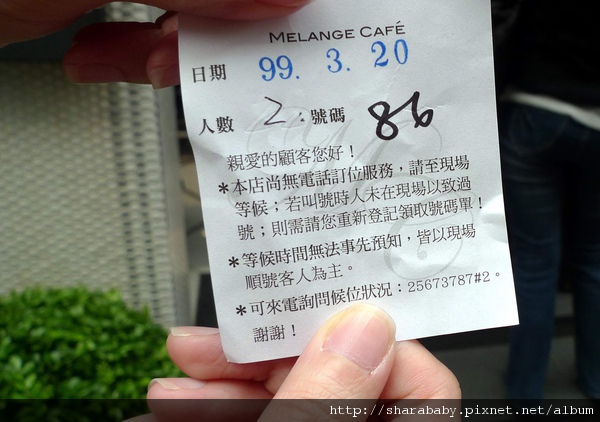 MELANGE CAFÉ
日期 99. 3. 20
人數 2. 號碼 86
親愛的顧客您好！
*本店尚無電話訂位服務，請至現場
等候；若叫號時人未在現場以致過
號；則需請您重新登記領取號碼單！
*等候時間無法事先預知，皆以現場
順號客人為主。
*可來電詢問候位狀況：25673787#2。
謝謝！
http://sharababy.pixnet.net/album